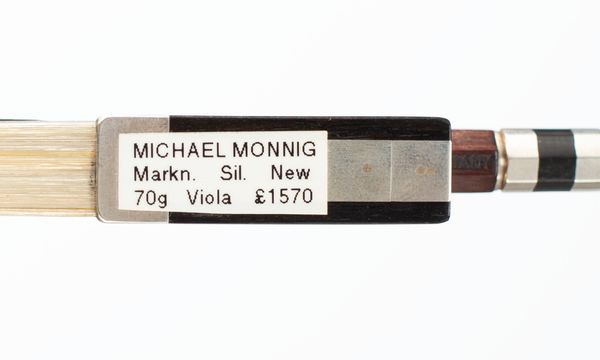 MICHAEL MONNIG
Markn. Sil. New
70g Viola £1570